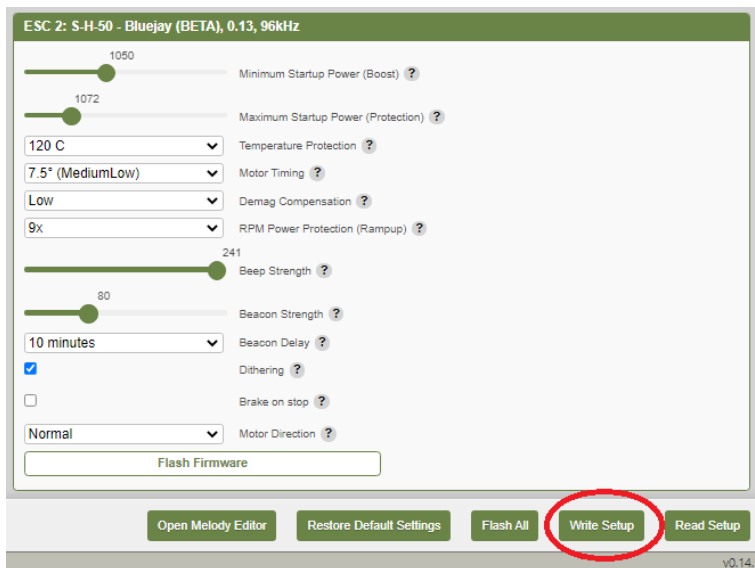 ESC 2: S-H-50 - Bluejay (BETA), 0.13, 96kHz
1050
Minimum Startup Power (Boost) ?
1072
Maximum Startup Power (Protection) ?
120 C Temperature Protection ?
7.5° (MediumLow) Motor Timing ?
Low Demag Compensation ?
9x RPM Power Protection (Rampup) ?
241
Beep Strength ?
80
Beacon Strength ?
10 minutes Beacon Delay ?
Dithering ?
Brake on stop ?
Normal Motor Direction ?
Flash Firmware
Open Melody Editor Restore Default Settings Flash All Write Setup Read Setup
v0.14.